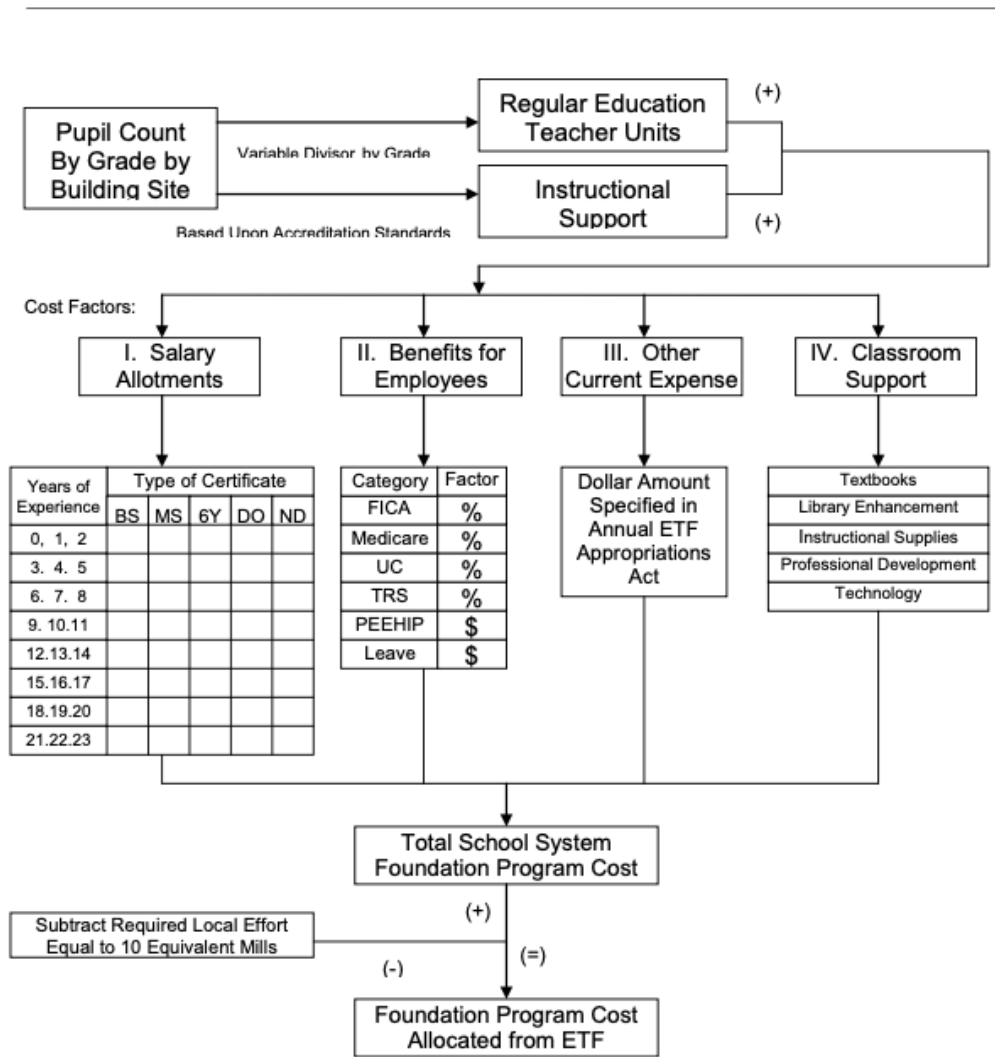 Pupil Count
By Grade by
Building Site
Variable Divisor by Grade
Based Upon Accreditation Standards
Regular Education
Teacher Units
Instructional
Support
(+)
(+)
Cost Factors:
I. Salary
Allotments
II. Benefits for
Employees
III. Other
Current Expense
IV. Classroom
Support
Years of
Experience
Type of Certificate
BS MS 6Y DO ND
0, 1, 2
3. 4. 5
6. 7. 8
9. 10.11
12.13.14
15.16.17
18.19.20
21.22.23
Category Factor
FICA %
Medicare %
UC %
TRS %
PEEHIP $
Leave $
Dollar Amount
Specified in
Annual ETF
Appropriations
Act
Textbooks
Library Enhancement
Instructional Supplies
Professional Development
Technology
Total School System
Foundation Program Cost
(+)
Subtract Required Local Effort
Equal to 10 Equivalent Mills
(-)
(=)
Foundation Program Cost
Allocated from ETF